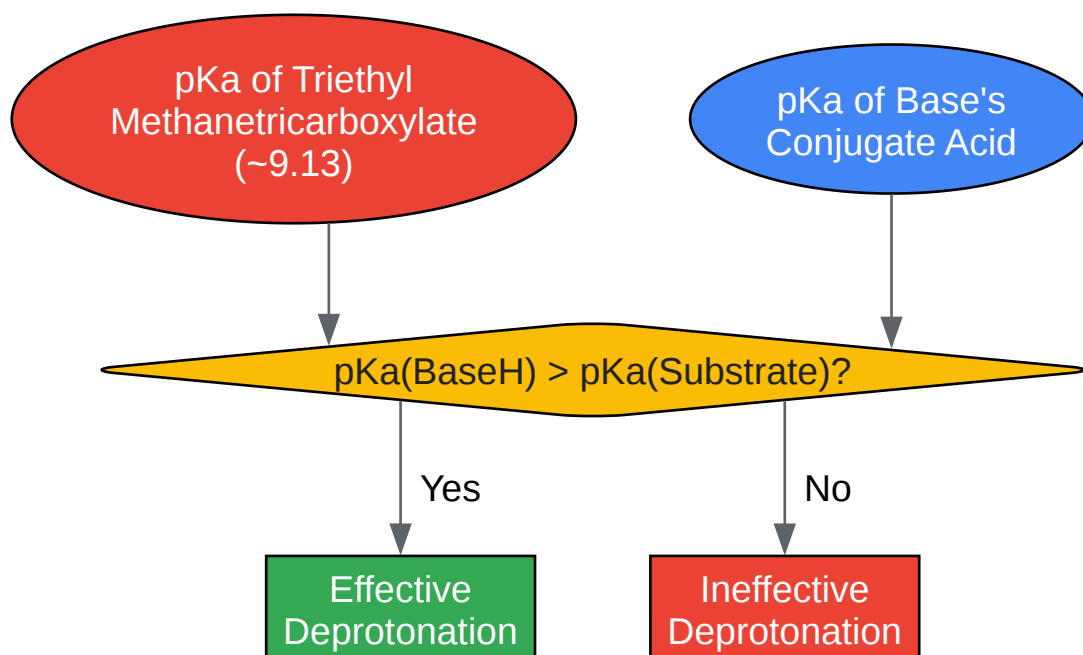 pKa of Triethyl
Methanetricarboxylate
(~9.13)
pKa of Base's
Conjugate Acid
pKa(BaseH) > pKa(Substrate)?
Yes
No
Effective
Deprotonation
Ineffective
Deprotonation